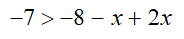 −7 > −8 − x + 2x